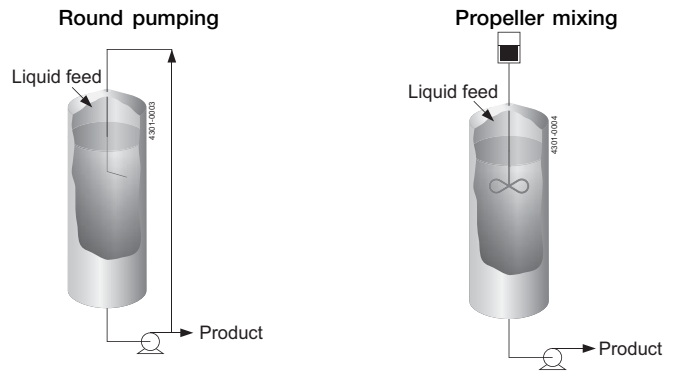 Round pumping
Liquid feed
4301-0003
Product
Propeller mixing
Liquid feed
4301-0004
Product